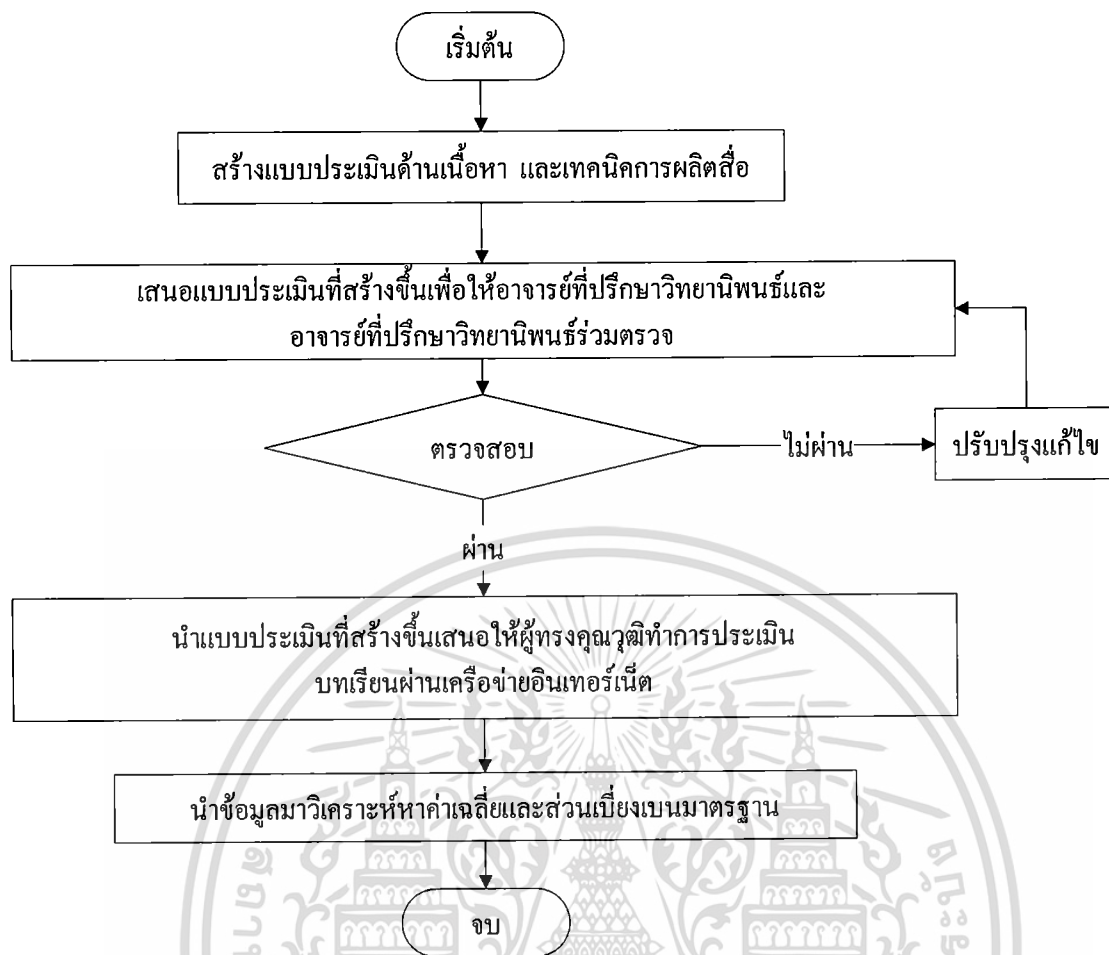 เริ่มต้น
สร้างแบบประเมินด้านเนื้อหา และเทคนิคการผลิตสื่อ
เสนอแบบประเมินที่สร้างขึ้นเพื่อให้อาจารย์ที่ปรึกษาวิทยานิพนธ์และ
อาจารย์ที่ปรึกษาวิทยานิพนธ์ร่วมตรวจ
ตรวจสอบ
ไม่ผ่าน
ปรับปรุงแก้ไข
ผ่าน
นำแบบประเมินที่สร้างขึ้นเสนอให้ผู้ทรงคุณวุฒิทำการประเมิน
บทเรียนผ่านเครือข่ายอินเทอร์เน็ต
นำข้อมูลมาวิเคราะห์หาค่าเฉลี่ยและส่วนเบี่ยงเบนมาตรฐาน
จบ